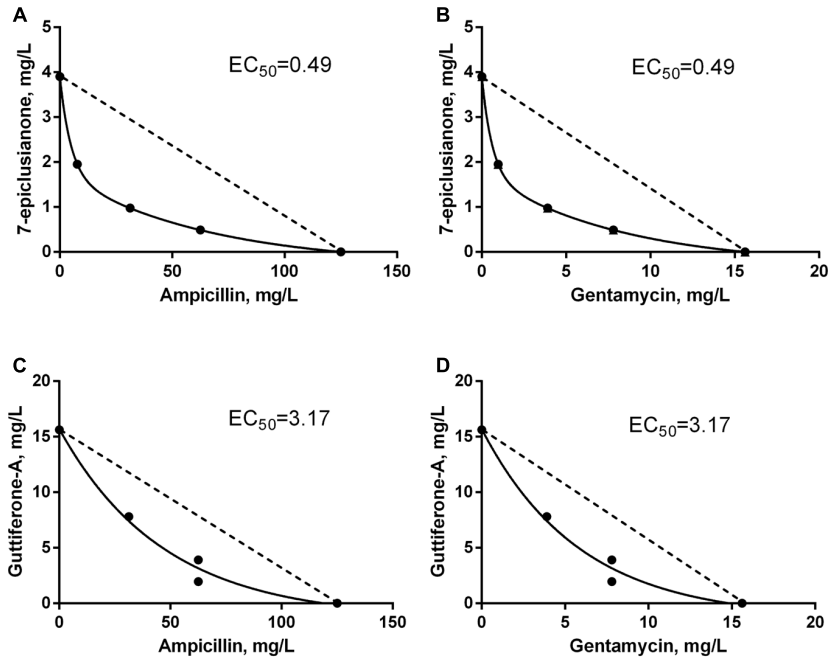 A
5
4
3
2
1
0
7-epiclusianone, mg/L
EC50=0.49
0 50 100 150
Ampicillin, mg/L
B
5
4
3
2
1
0
7-epiclusianone, mg/L
EC50=0.49
0 5 10 15 20
Gentamycin, mg/L
C
20
15
10
5
0
Guttiferone-A, mg/L
EC50=3.17
0 50 100 150
Ampicillin, mg/L
D
20
15
10
5
0
Guttiferone-A, mg/L
EC50=3.17
0 5 10 15 20
Gentamycin, mg/L